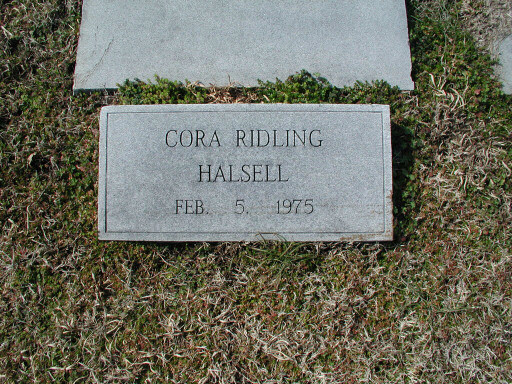 CORA RIDLING
HALSELL
FEB. 5. 1975